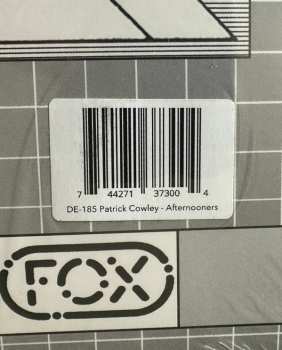 7 44271 37300 4
DE-185 Patrick Cowley - Afternooners
FOX